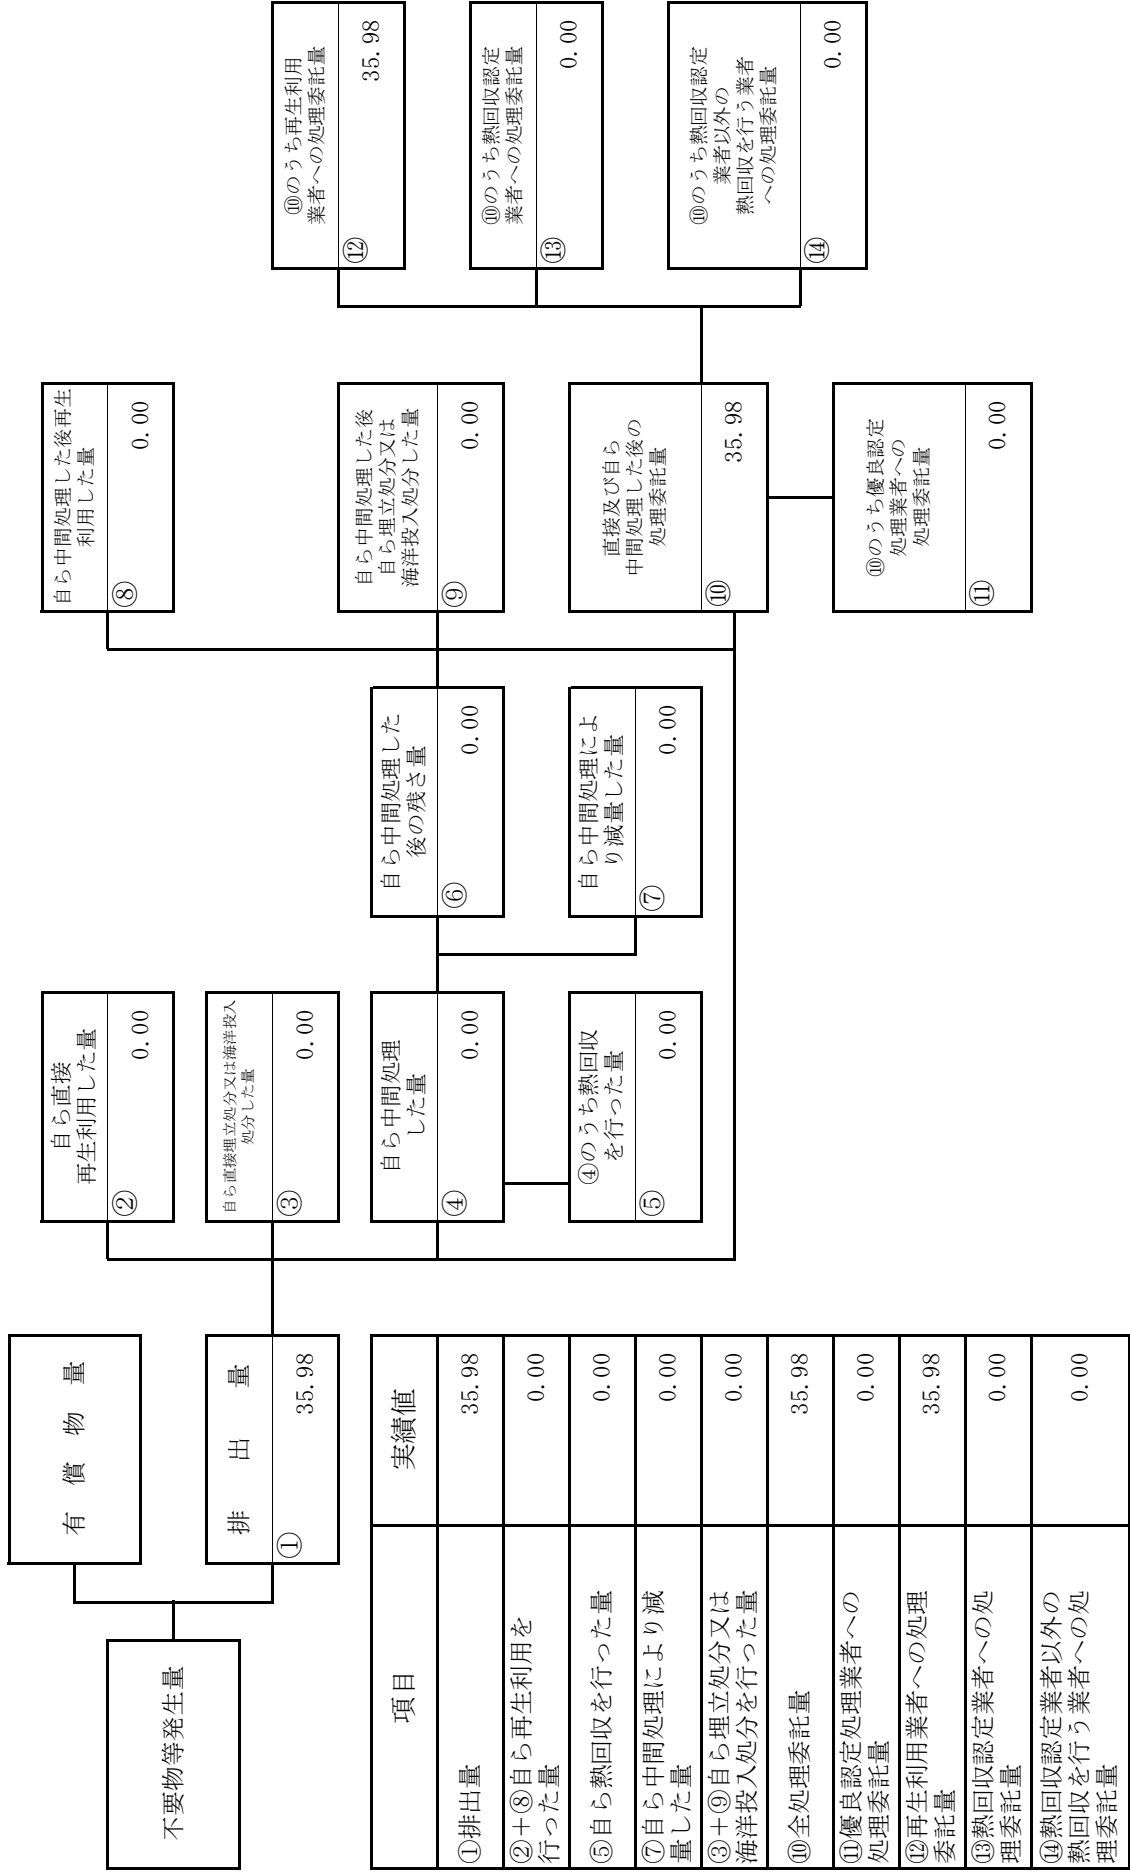 不要物等発生量
有償物量
排出量
①
35.98
自ら直接
再生利用した量
②
0.00
自ら直接埋立処分又は海洋投入
処分した量
③
0.00
自ら中間処理
した量
④
0.00
④のうち熱回収
を行った量
⑤
0.00
自ら中間処理した
後の残さ量
⑥
0.00
自ら中間処理によ
り減量した量
⑦
0.00
自ら中間処理した後再生
利用した量
⑧
0.00
自ら中間処理した後
自ら埋立処分又は
海洋投入処分した量
⑨
0.00
直接及び自ら
中間処理した後の
処理委託量
⑩
35.98
⑩のうち優良認定
処理業者への
処理委託量
⑪
0.00
⑩のうち再生利用
業者への処理委託量
⑫
35.98
⑩のうち熱回収認定
業者への処理委託量
⑬
0.00
⑩のうち熱回収認定
業者以外の
熱回収を行う業者
への処理委託量
⑭
0.00
項目 実績値
①排出量 35.98
②+⑧自ら再生利用を
行った量 0.00
⑤自ら熱回収を行った量 0.00
⑦自ら中間処理により減
量した量 0.00
③+⑨自ら埋立処分又は
海洋投入処分を行った量 0.00
⑩全処理委託量 35.98
⑪優良認定処理業者への
処理委託量 0.00
⑫再生利用業者への処理
委託量 35.98
⑬熱回収認定業者への処
理委託量 0.00
⑭熱回収認定業者以外の
熱回収を行う業者への処
理委託量 0.00